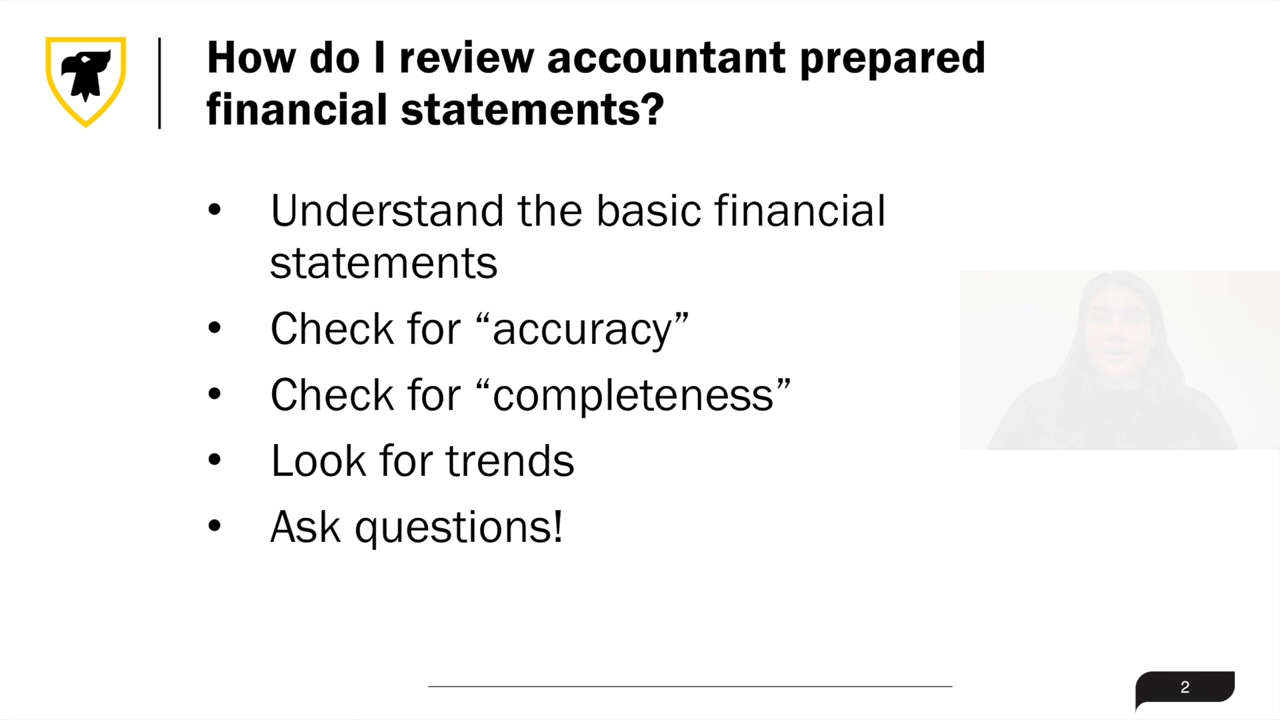 How do I review accountant prepared
financial statements?
• Understand the basic financial
statements
• Check for “accuracy”
• Check for “completeness”
• Look for trends
• Ask questions!
2